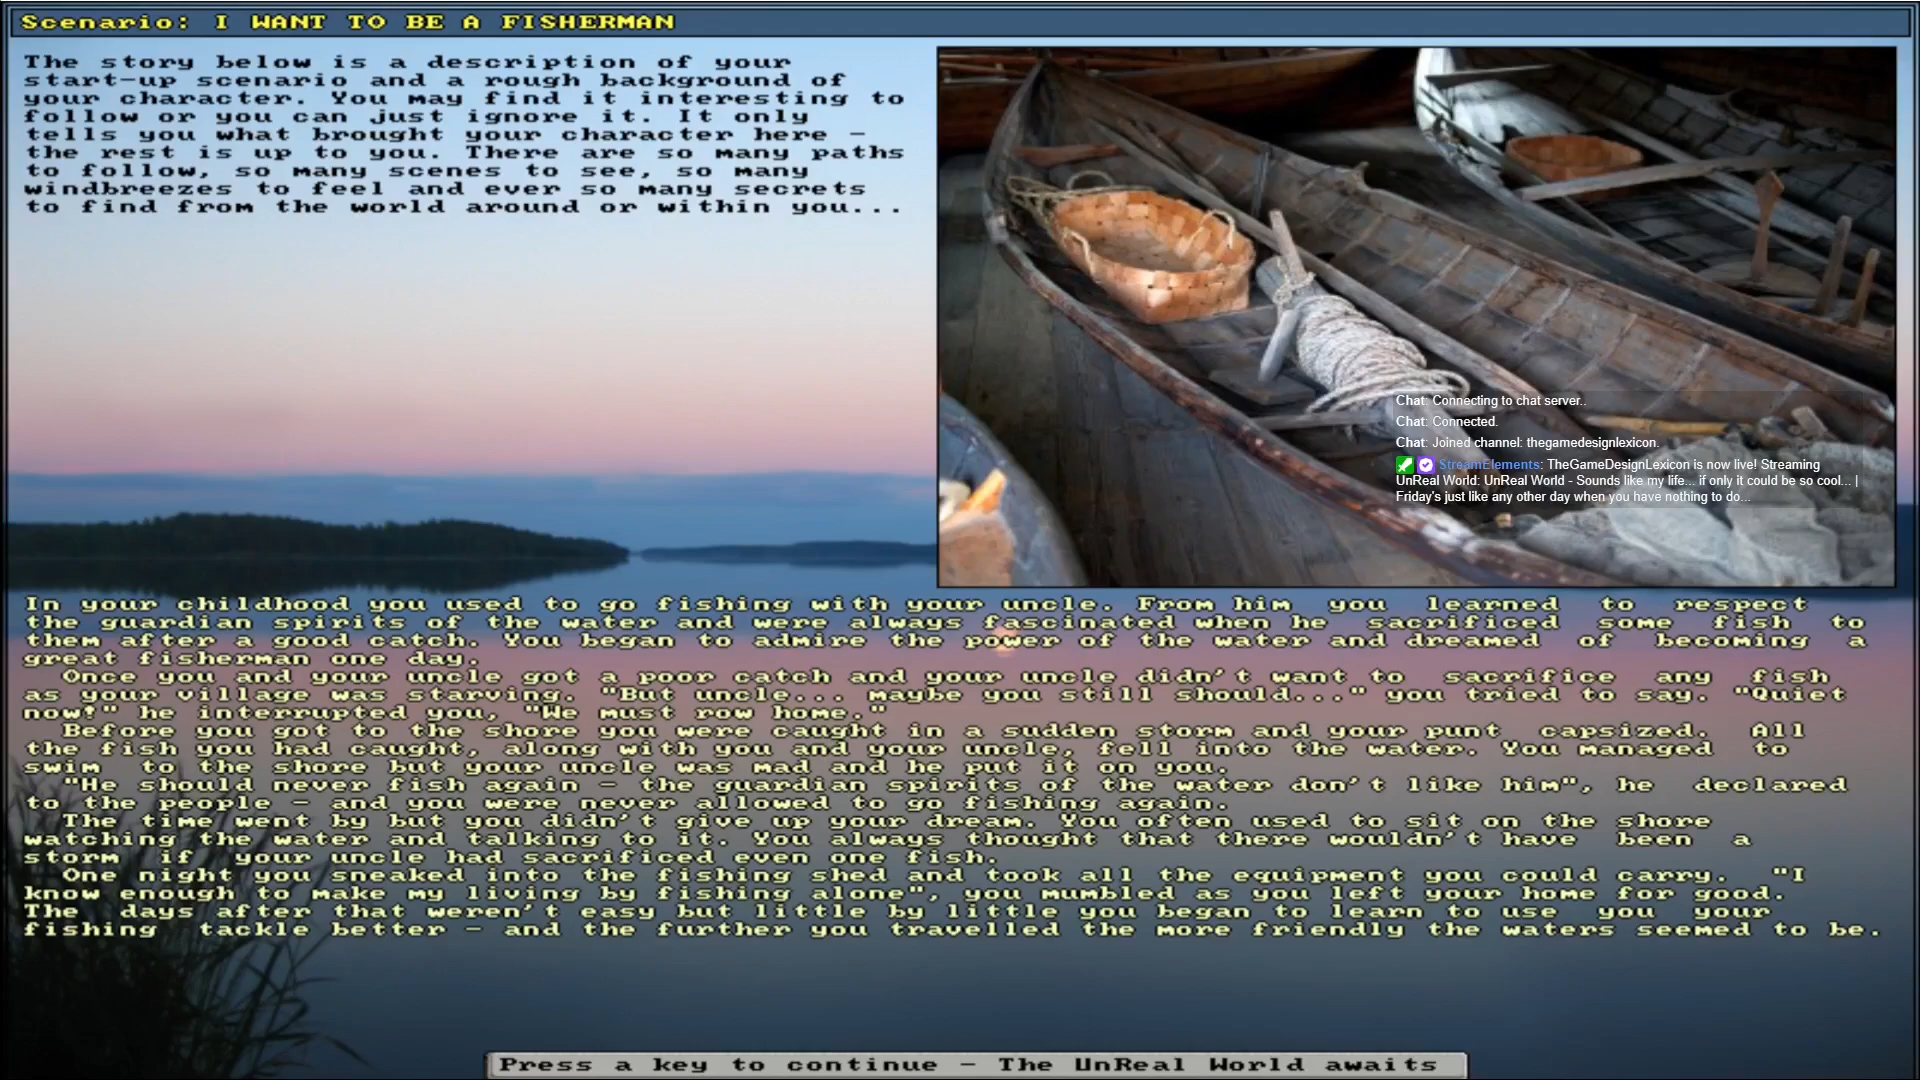 Scenario: I WANT TO BE A FISHERMAN
The story below is a description of your
start-up scenario and a rough background of
your character. You may find it interesting to
follow or you can just ignore it. It only
tells you what brought your character here -
the rest is up to you. There are so many paths
to follow, so many scenes to see, so many
windbreezes to feel and ever so many secrets
to find from the world around or within you...
Chat: Connecting to chat server..
Chat: Connected.
Chat: Joined channel: thegamedesignlexicon.
StreamElements: TheGameDesignLexicon is now live! Streaming
UnReal World: UnReal World - Sounds like my life... if only it could be so cool... |
Friday's just like any other day when you have nothing to do...
In your childhood you used to go fishing with your uncle. From him you learned to respect
the guardian spirits of the water and were always fascinated when he sacrificed some fish to
them after a good catch. You began to admire the power of the water and dreamed of becoming a
great fisherman one day.
Once you and your uncle got a poor catch and your uncle didn't want to sacrifice any fish
as your village was starving. "But uncle... maybe you still should..." you tried to say. "Quiet
now!" he interrupted you, "We must row home."
Before you got to the shore you were caught in a sudden storm and your punt capsized. All
the fish you had caught, along with you and your uncle, fell into the water. You managed to
swim to the shore but your uncle was mad and he put it on you.
"He should never fish again - the guardian spirits of the water don't like him", he declared
to the people - and you were never allowed to go fishing again.
The time went by but you didn't give up your dream. You often used to sit on the shore
watching the water and talking to it. You always thought that there wouldn't have been a
storm if your uncle had sacrificed even one fish.
One night you sneaked into the fishing shed and took all the equipment you could carry. "I
know enough to make my living by fishing alone", you mumbled as you left your home for good.
The days after that weren't easy but little by little you began to learn to use you your
fishing tackle better - and the further you travelled the more friendly the waters seemed to be.
Press a key to continue - The UnReal World awaits